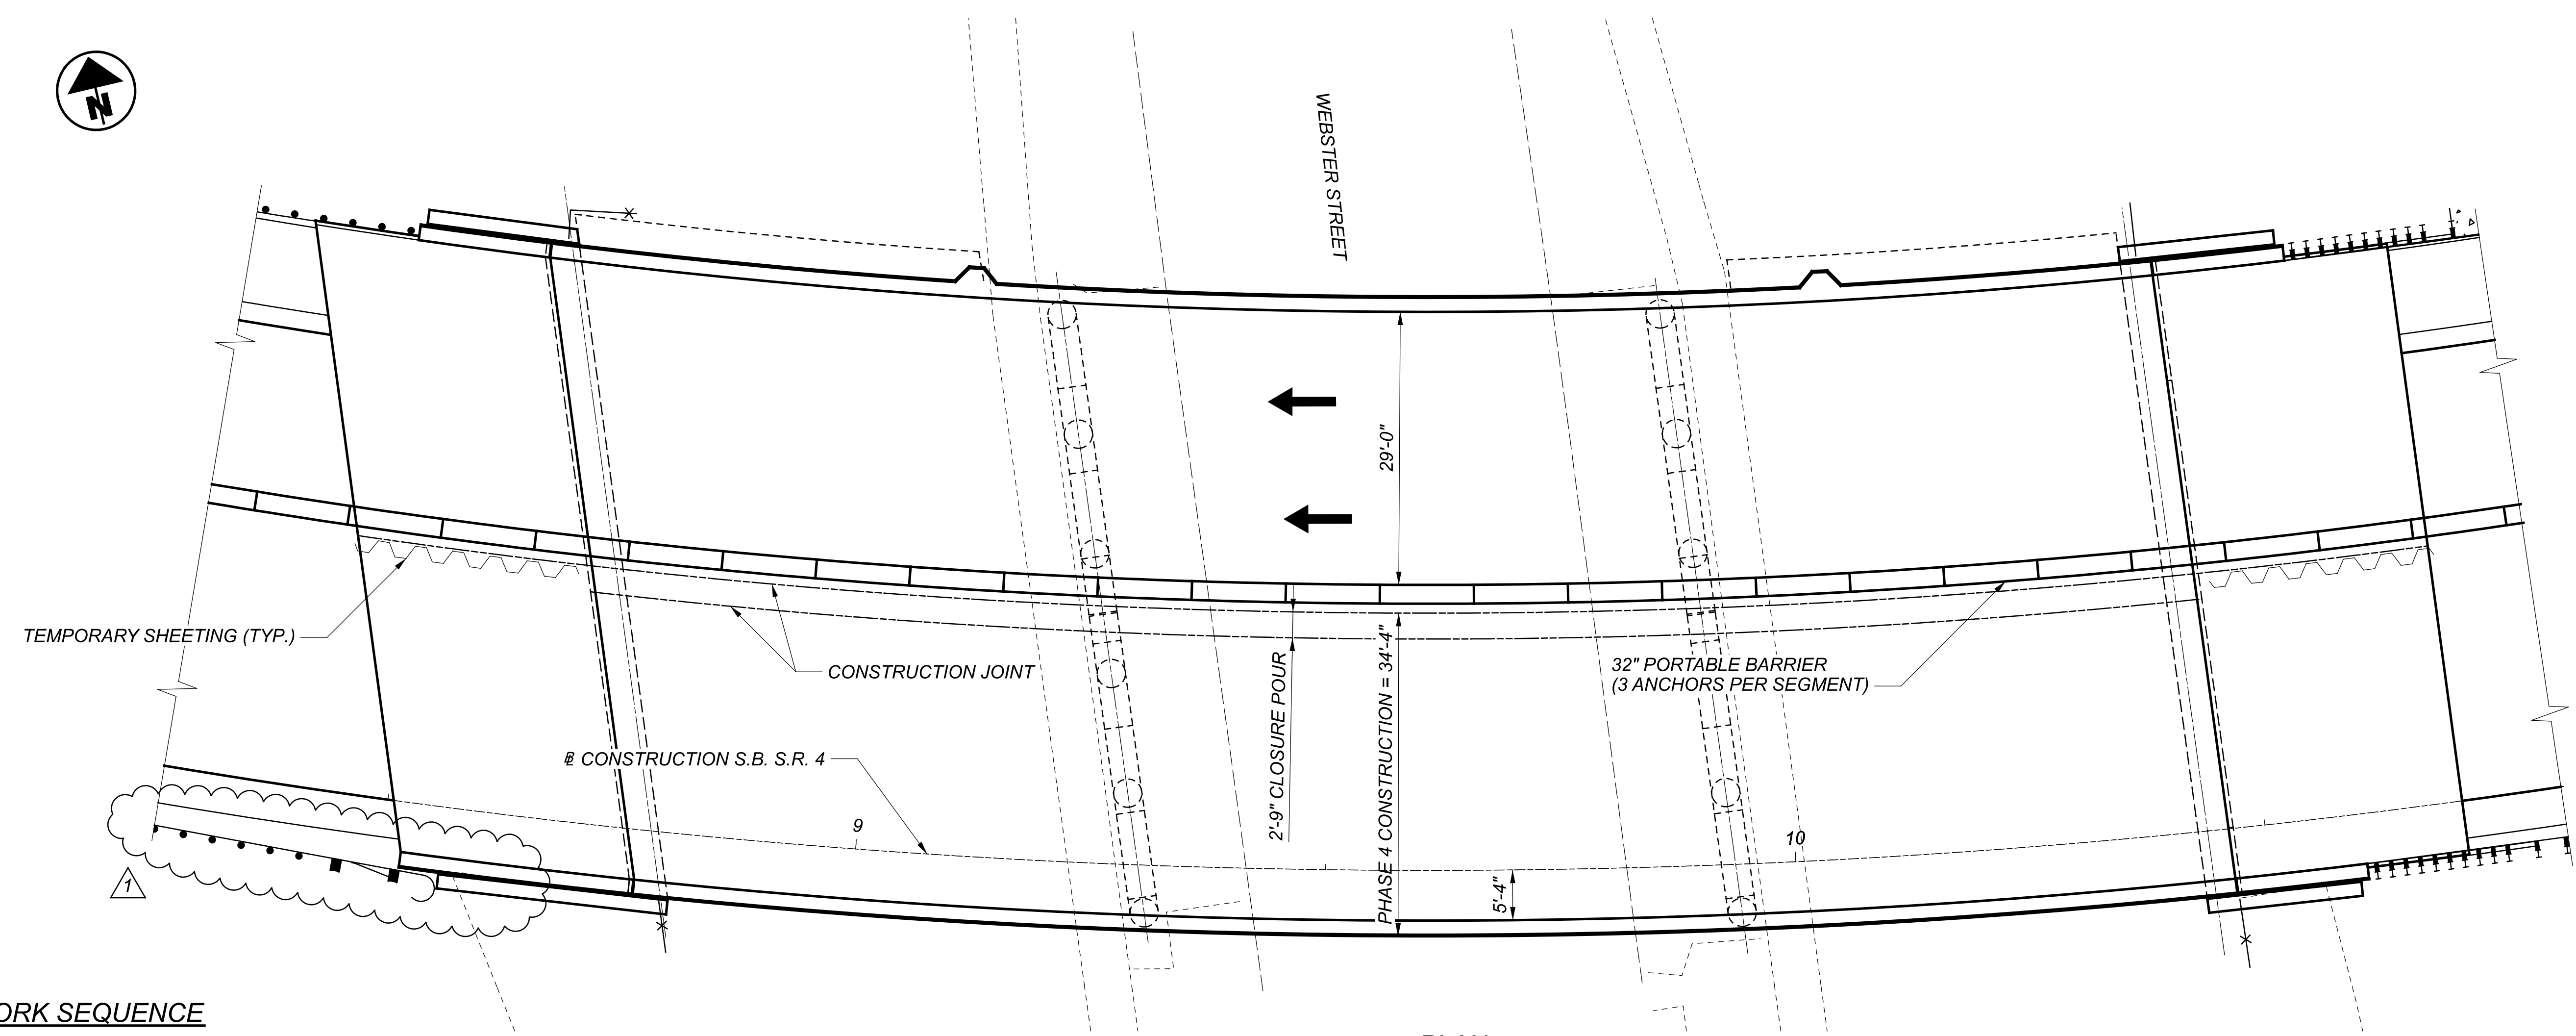 N
WEBSTER STREET
29'-0"
TEMPORARY SHEETING (TYP.)
CONSTRUCTION JOINT
2'-9" CLOSURE POUR
PHASE 4 CONSTRUCTION = 34'-4"
32" PORTABLE BARRIER
(3 ANCHORS PER SEGMENT)
℄ CONSTRUCTION S.B. S.R. 4
9
10
5'-4"
1
ORK SEQUENCE